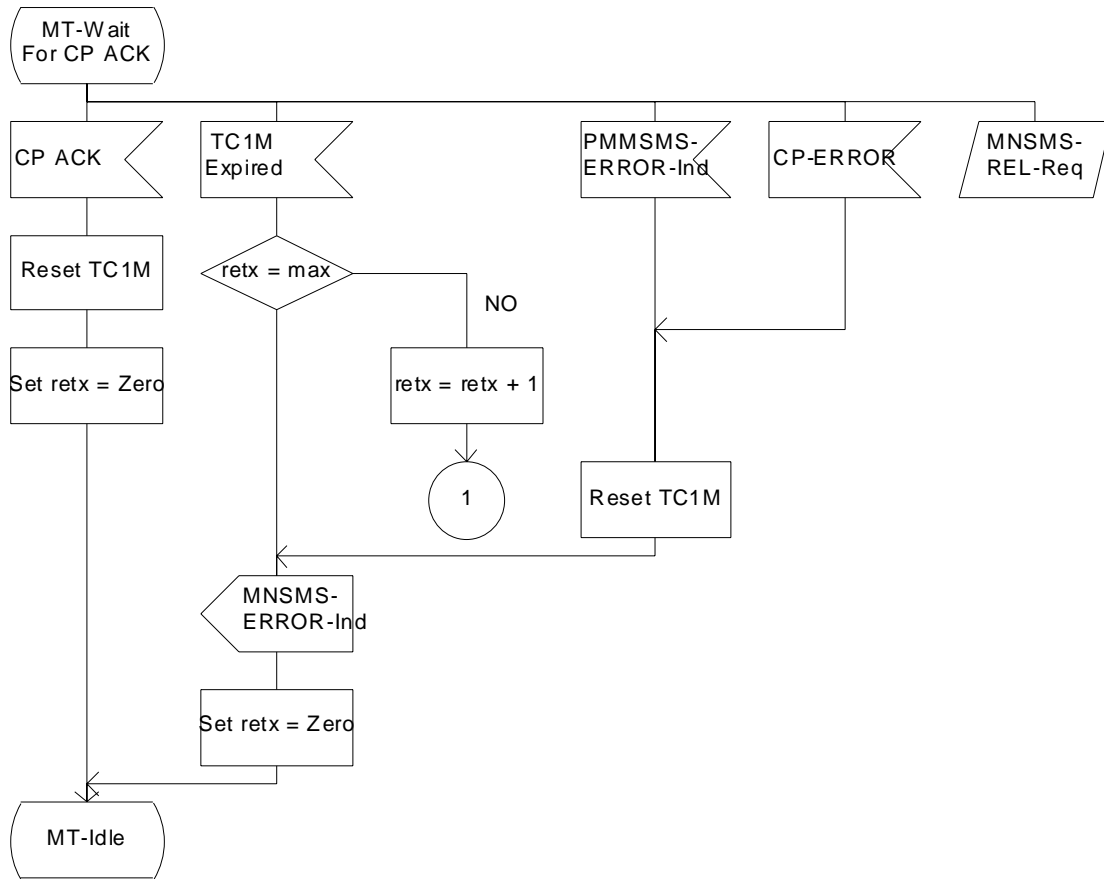 MT-Wait
For CP ACK
CP ACK
TC1M
Expired
PMMSMS-
ERROR-Ind
CP-ERROR
MNSMS-
REL-Req
Reset TC1M
retx = max
NO
Set retx = Zero
retx = retx + 1
1
Reset TC1M
MNSMS-
ERROR-Ind
Set retx = Zero
MT-Idle